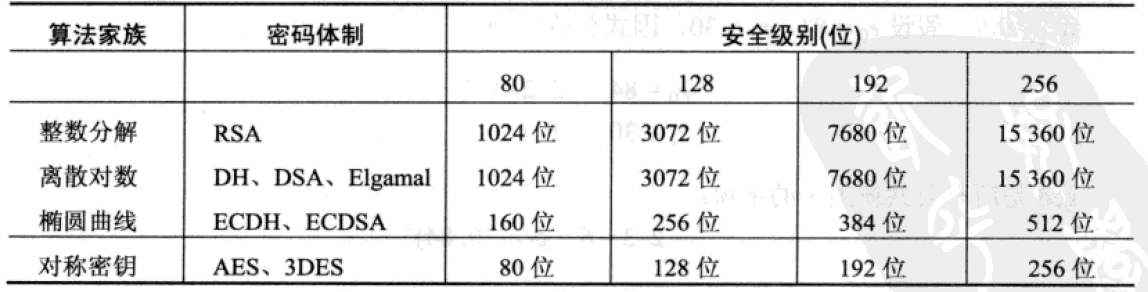 算法家族 密码体制 安全级别(位)
80 128 192 256
整数分解 RSA 1024 位 3072 位 7680 位 15 360 位
离散对数 DH、DSA、Elgamal 1024 位 3072 位 7680 位 15 360 位
椭圆曲线 ECDH、ECDSA 160 位 256 位 384 位 512 位
对称密钥 AES、3DES 80 位 128 位 192 位 256 位